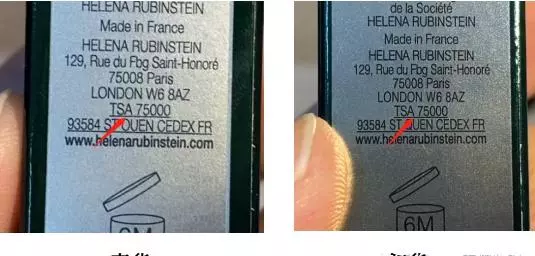 HELENA RUBINSTEIN
Made in France
HELENA RUBINSTEIN
129, Rue du Fbg Saint-Honoré
75008 Paris
LONDON W6 8AZ
TSA 75000
93584 ST OUEN CEDEX FR
www.helenarubinstein.com
de la Société
HELENA RUBINSTEIN
Made in France
HELENA RUBINSTEIN
129, Rue du Fbg Saint-Honoré
75008 Paris
LONDON W6 8AZ
TSA 75000
93584 ST OUEN CEDEX FR
www.helenarubinstein.com
6M